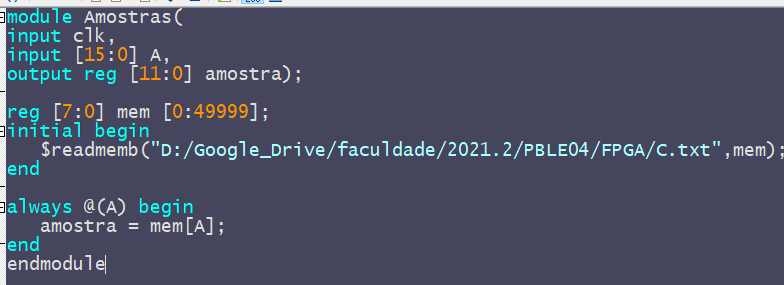 module Amostras(
input clk,
input [15:0] A,
output reg [11:0] amostra);
reg [7:0] mem [0:49999];
initial begin
$readmemb("D:/Google_Drive/faculdade/2021.2/PBLE04/FPGA/C.txt",mem);
end
always @(A) begin
amostra = mem[A];
end
endmodule